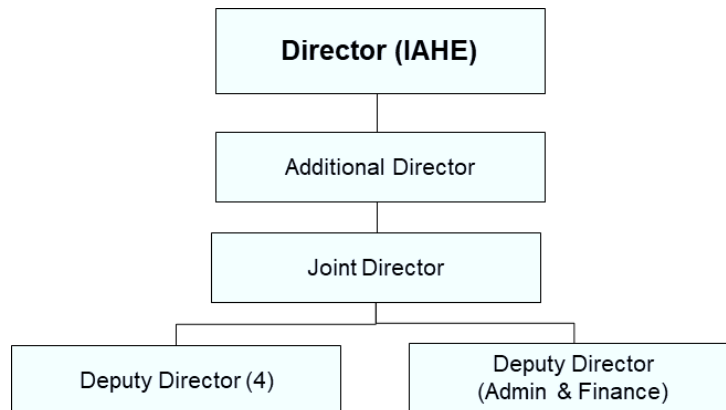 Director (IAHE)
Additional Director
Joint Director
Deputy Director (4)
Deputy Director
(Admin & Finance)